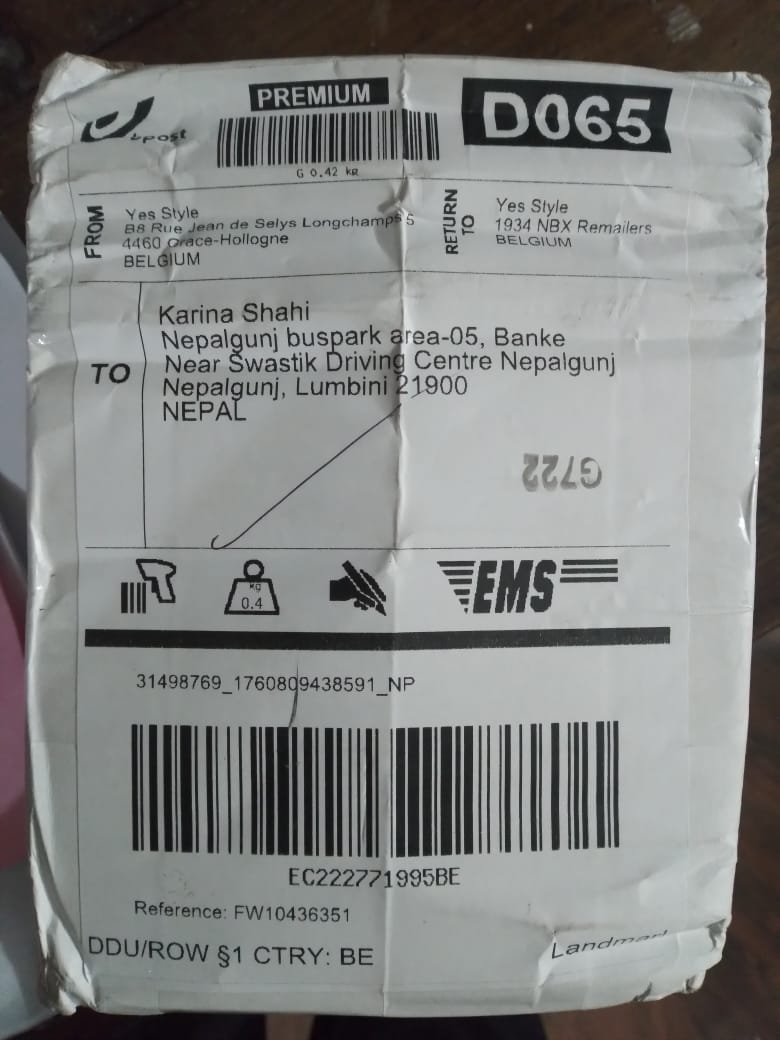 bpost
PREMIUM
D065
G 0.42 kg
FROM
Yes Style
B8 Rue Jean de Selys Longchamps 5
4460 Grace-Hollogne
BELGIUM
RETURN TO
Yes Style
1934 NBX Remailers
BELGIUM
TO
Karina Shahi
Nepalgunj buspark area-05, Banke
Near Swastik Driving Centre Nepalgunj
Nepalgunj, Lumbini 21900
NEPAL
G722
kg
0.4
EMS
31498769_1760809438591_NP
EC222771995BE
Reference: FW10436351
DDU/ROW §1 CTRY: BE
Landmark